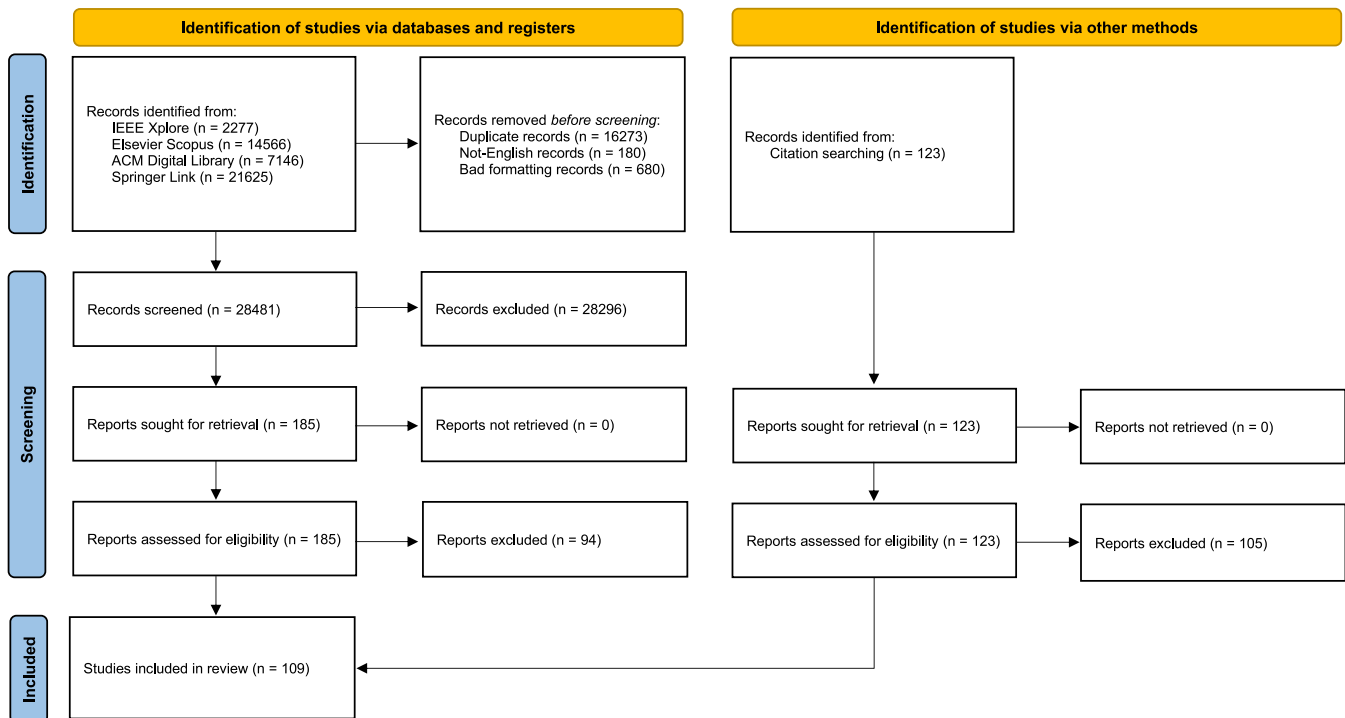 Identification of studies via databases and registers
Identification of studies via other methods
Identification
Records identified from:
IEEE Xplore (n = 2277)
Elsevier Scopus (n = 14566)
ACM Digital Library (n = 7146)
Springer Link (n = 21625)
Records removed before screening:
Duplicate records (n = 16273)
Not-English records (n = 180)
Bad formatting records (n = 680)
Records identified from:
Citation searching (n = 123)
Screening
Records screened (n = 28481)
Records excluded (n = 28296)
Reports sought for retrieval (n = 185)
Reports not retrieved (n = 0)
Reports sought for retrieval (n = 123)
Reports not retrieved (n = 0)
Reports assessed for eligibility (n = 185)
Reports excluded (n = 94)
Reports assessed for eligibility (n = 123)
Reports excluded (n = 105)
Included
Studies included in review (n = 109)